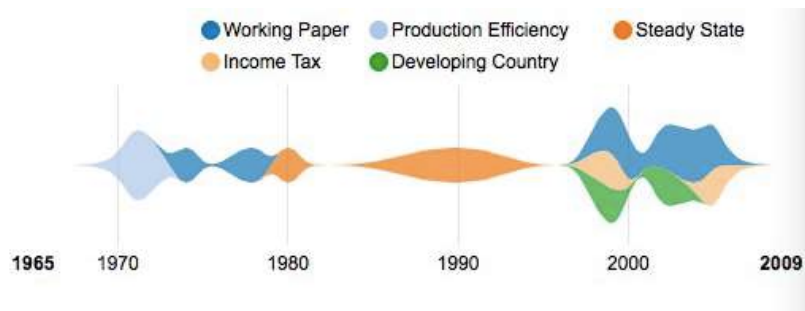 Working Paper Production Efficiency Steady State
Income Tax Developing Country
1965 1970 1980 1990 2000 2009